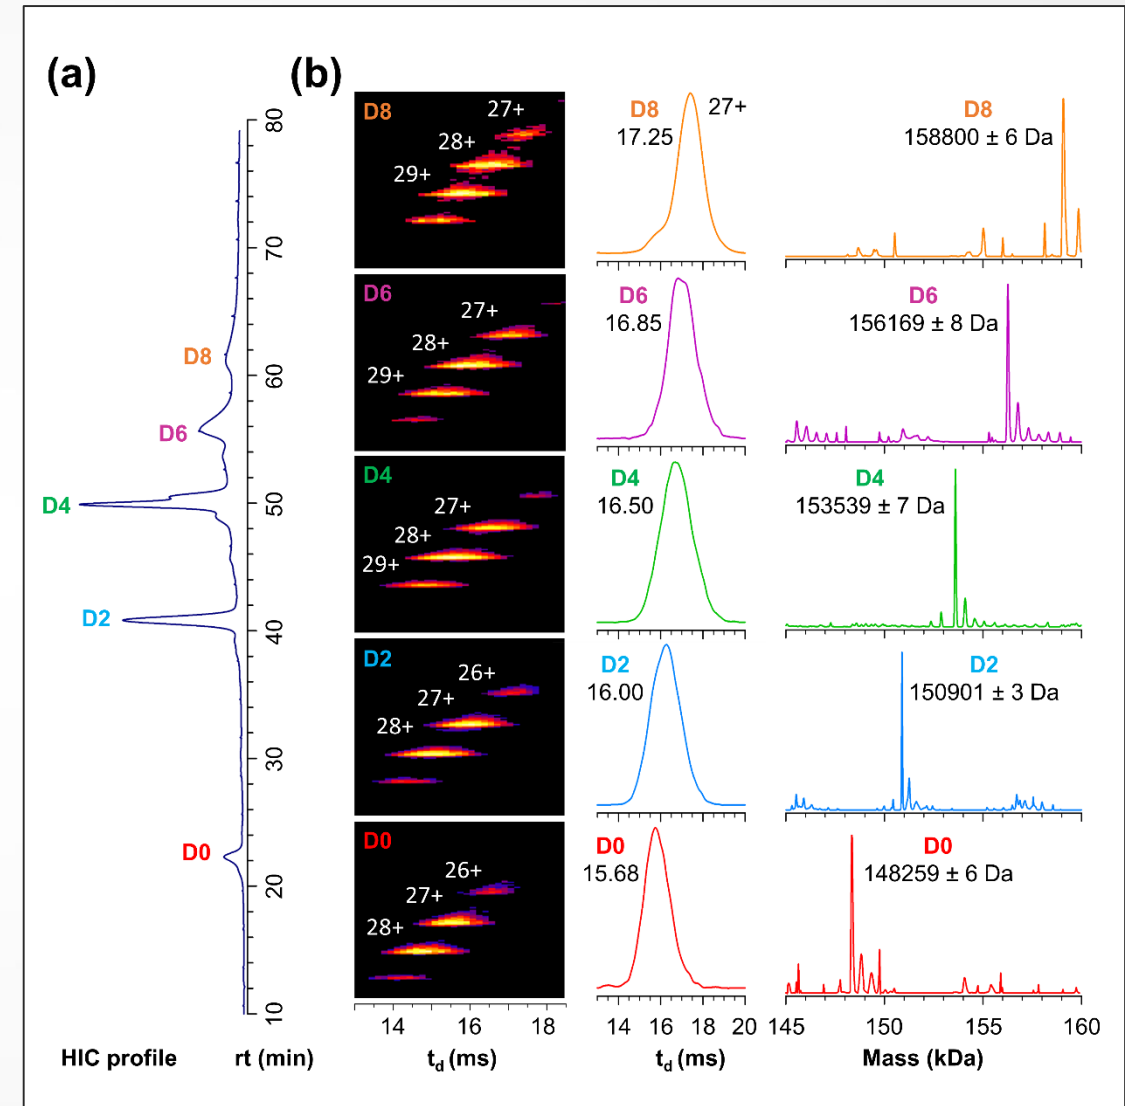 (a)
(b)
80
70
60
50
40
30
20
10
D8
D6
D4
D2
D0
HIC profile
rt (min)
D8
27+
28+
29+
D6
27+
28+
29+
D4
27+
28+
29+
D2
26+
27+
28+
D0
26+
27+
28+
14 16 18
td (ms)
D8
17.25
27+
D6
16.85
D4
16.50
D2
16.00
D0
15.68
14 16 18 20
td (ms)
D8
158800 ± 6 Da
D6
156169 ± 8 Da
D4
153539 ± 7 Da
D2
150901 ± 3 Da
D0
148259 ± 6 Da
145 150 155 160
Mass (kDa)